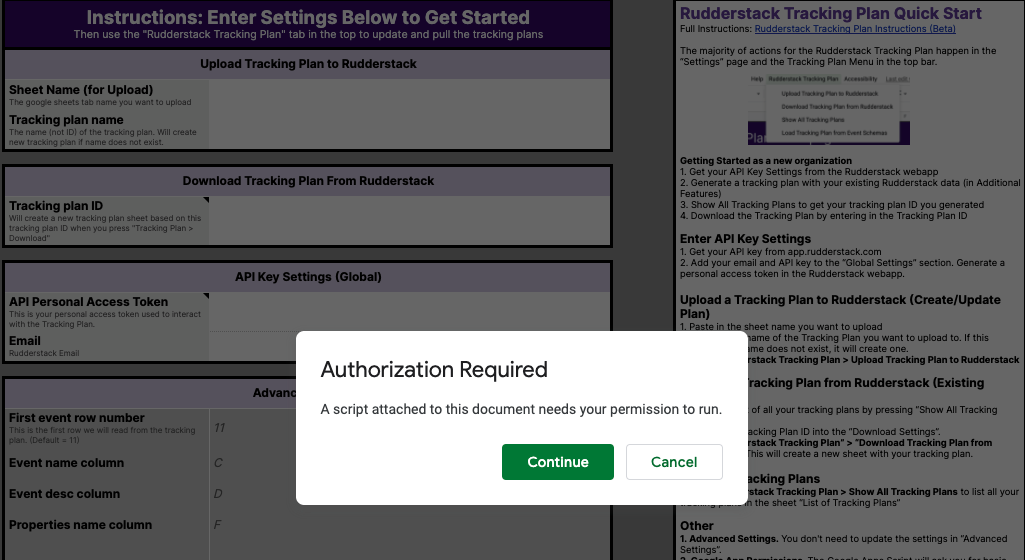 Instructions: Enter Settings Below to Get Started
Then use the "Rudderstack Tracking Plan" tab in the top to update and pull the tracking plans
Upload Tracking Plan to Rudderstack
Sheet Name (for Upload)
The google sheets tab name you want to upload
Tracking plan name
The name (not ID) of the tracking plan. Will create
new tracking plan if name does not exist.
Download Tracking Plan From Rudderstack
Tracking plan ID
Will create a new tracking plan sheet based on this
tracking plan ID when you press "Tracking Plan >
Download"
API Key Settings (Global)
API Personal Access Token
This is your personal access token used to interact
with the Tracking Plan.
Email
Rudderstack Email
Advanc
First event row number
This is the first row we will read from the tracking
plan. (Default = 11)
11
Event name column
C
Event desc column
D
Properties name column
F
Authorization Required
A script attached to this document needs your permission to run.
Continue
Cancel
Rudderstack Tracking Plan Quick Start
Full Instructions: Rudderstack Tracking Plan Instructions (Beta)
The majority of actions for the Rudderstack Tracking Plan happen in the
"Settings" page and the Tracking Plan Menu in the top bar.
Help Rudderstack Tracking Plan Accessibility Last edit
Upload Tracking Plan to Rudderstack
Download Tracking Plan from Rudderstack
Show All Tracking Plans
Load Tracking Plan from Event Schemas
Getting Started as a new organization
1. Get your API Key Settings from the Rudderstack webapp
2. Generate a tracking plan with your existing Rudderstack data (in Additional
Features)
3. Show All Tracking Plans to get your tracking plan ID you generated
4. Download the Tracking Plan by entering in the Tracking Plan ID
Enter API Key Settings
1. Get your API key from app.rudderstack.com
2. Add your email and API key to the "Global Settings" section. Generate a
personal access token in the Rudderstack webapp.
Upload a Tracking Plan to Rudderstack (Create/Update
Plan)
1. Paste in the sheet name you want to upload
name of the Tracking Plan you want to upload to. If this
me does not exist, it will create one.
rstack Tracking Plan > Upload Tracking Plan to Rudderstack
Tracking Plan from Rudderstack (Existing
of all your tracking plans by pressing "Show All Tracking
acking Plan ID into the "Download Settings".
rstack Tracking Plan" > "Download Tracking Plan from
This will create a new sheet with your tracking plan.
acking Plans
rstack Tracking Plan > Show All Tracking Plans to list all your
tracking plans in the sheet "List of Tracking Plans"
Other
1. Advanced Settings. You don't need to update the settings in "Advanced
Settings".
2. Google App Permissions. The Google Apps Script will ask you for basic